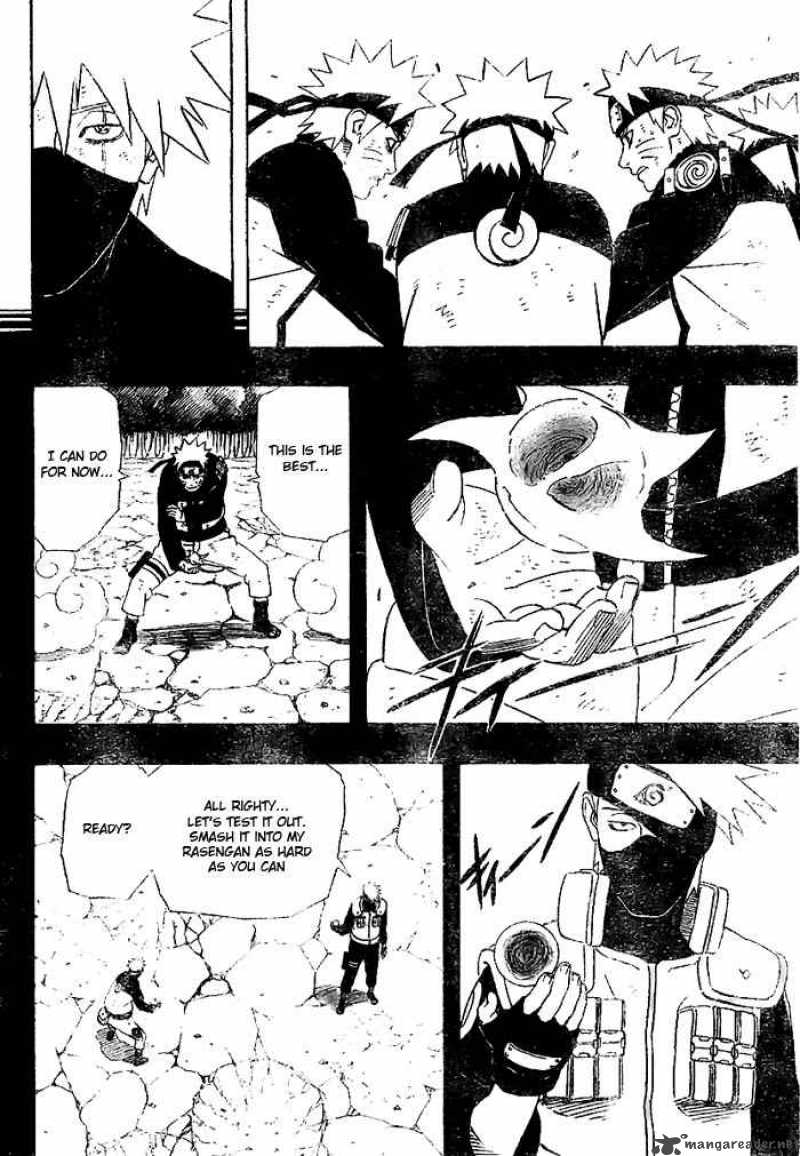 THIS IS THE
BEST...
I CAN DO
FOR NOW...
ALL RIGHTY...
LET'S TEST IT OUT.
SMASH IT INTO MY
RASENGAN AS HARD
AS YOU CAN
READY?
mangareader.net